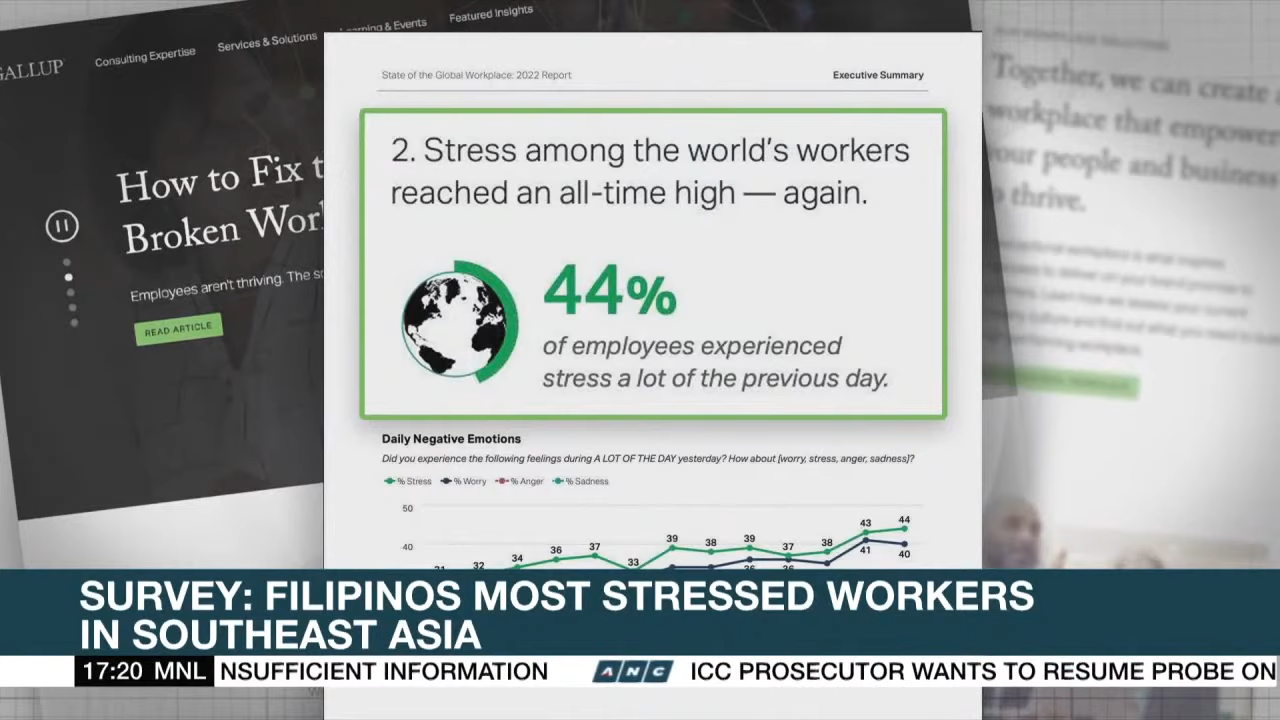 GALLUP
Consulting Expertise
Services & Solutions
Learning & Events
Featured Insights
How to Fix t
Broken Wor
Employees aren't thriving. The s
READ ARTICLE
State of the Global Workplace: 2022 Report
Executive Summary
2. Stress among the world's workers
reached an all-time high — again.
44%
of employees experienced
stress a lot of the previous day.
Daily Negative Emotions
Did you experience the following feelings during A LOT OF THE DAY yesterday? How about [worry, stress, anger, sadness]?
% Stress % Worry % Anger % Sadness
50
40
34 36 37 33 39 38 39 37 38 43 44
41 40
Together, we can create
workplace that empower
your people and business
to thrive.
SURVEY: FILIPINOS MOST STRESSED WORKERS
IN SOUTHEAST ASIA
17:20 MNL
NSUFFICIENT INFORMATION
ANC
ICC PROSECUTOR WANTS TO RESUME PROBE ON